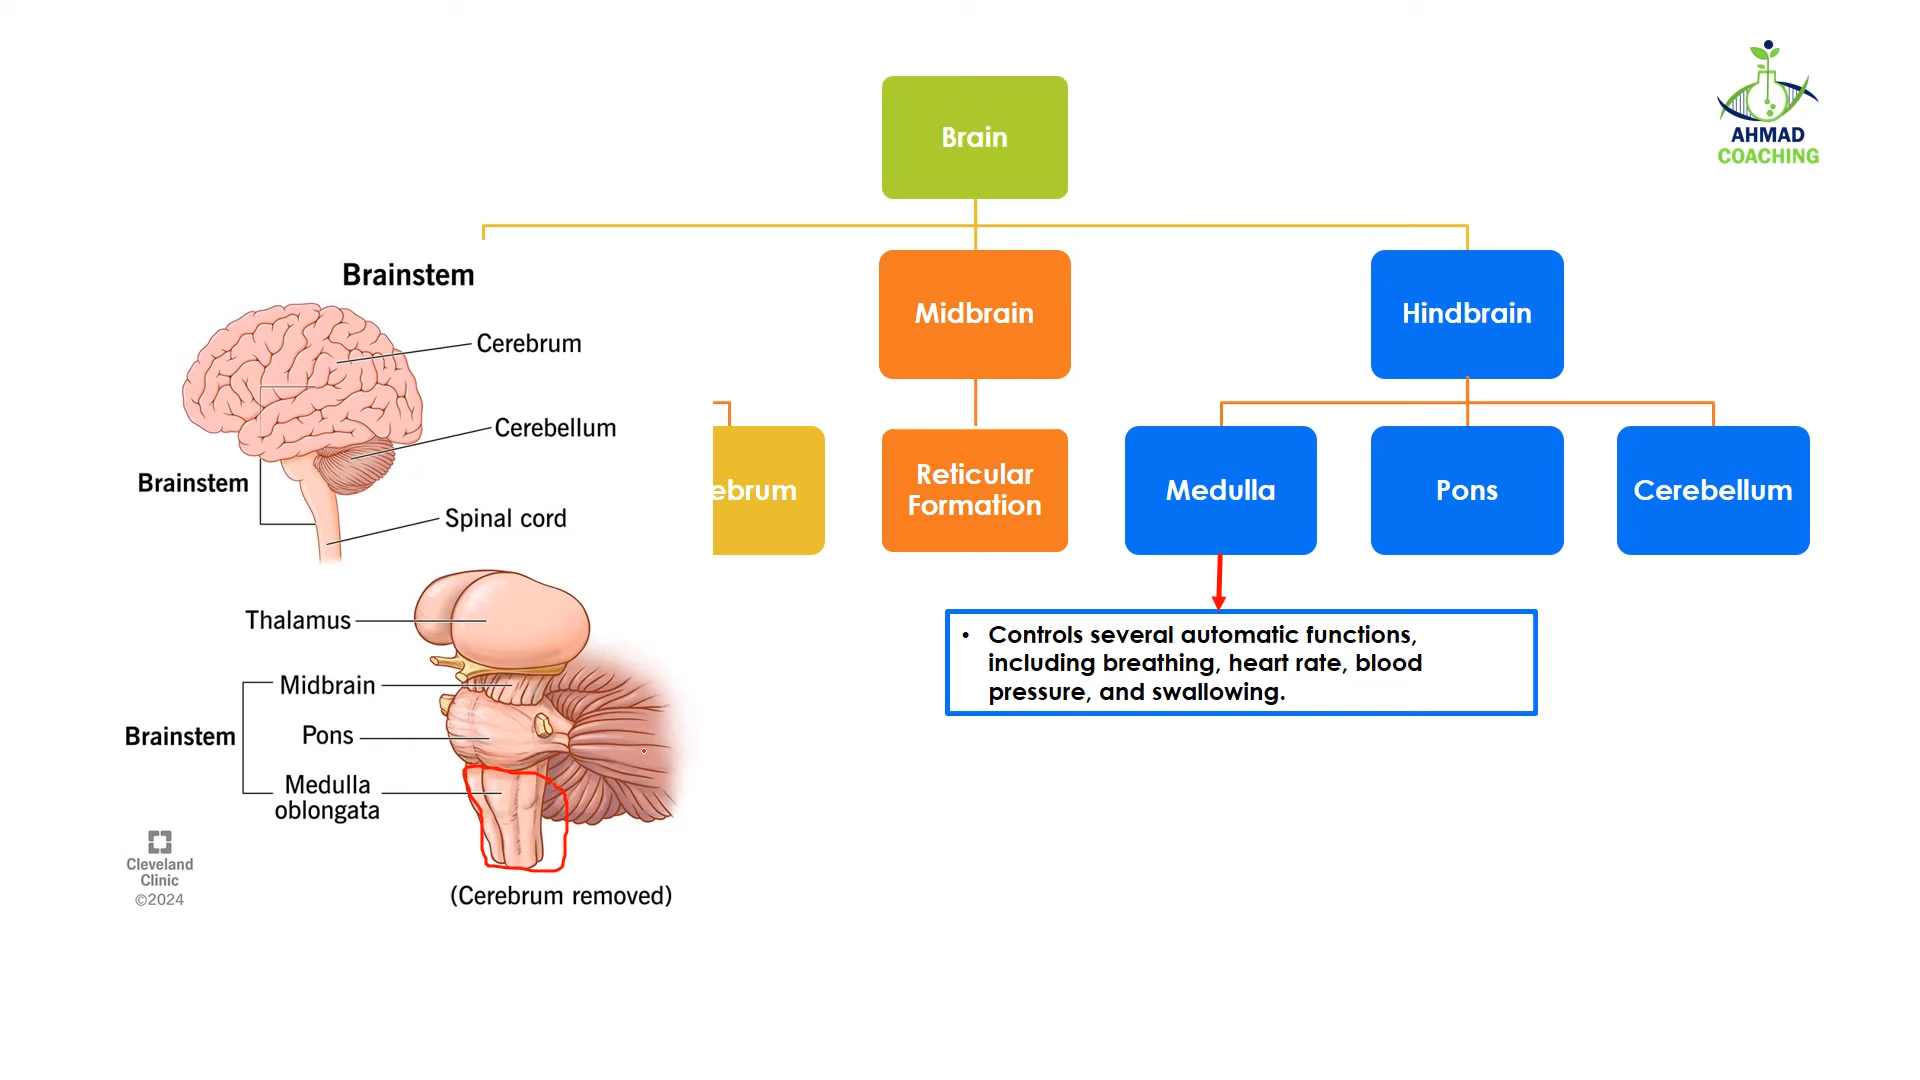 Brain
AHMAD
COACHING
Brainstem
Cerebrum
Cerebellum
Brainstem
Spinal cord
Midbrain
Hindbrain
ebrum
Reticular
Formation
Medulla
Pons
Cerebellum
Thalamus
Midbrain
Brainstem
Pons
Medulla
oblongata
(Cerebrum removed)
Cleveland
Clinic
©2024
• Controls several automatic functions,
including breathing, heart rate, blood
pressure, and swallowing.